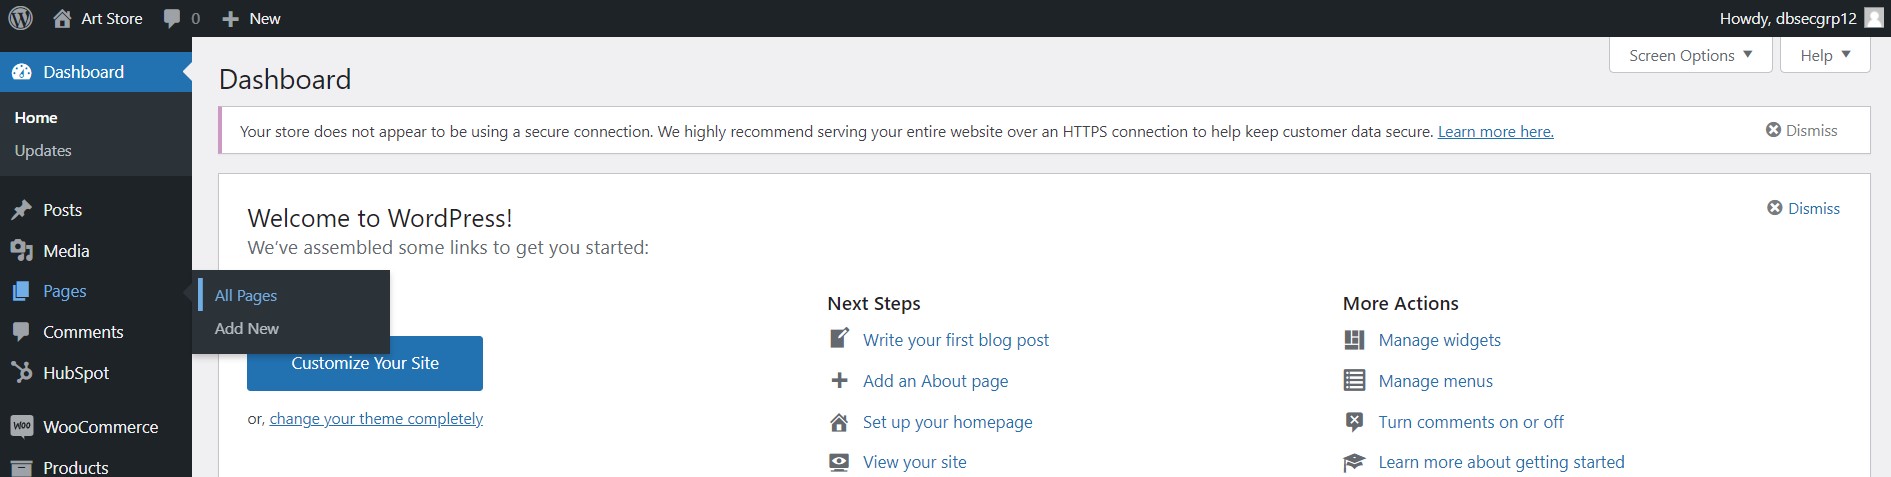 Art Store 0 New Howdy, dbsecgrp12
Dashboard
Home
Updates
Posts
Media
Pages
All Pages
Add New
Comments
HubSpot
WooCommerce
Products
Screen Options Help
Dashboard
Your store does not appear to be using a secure connection. We highly recommend serving your entire website over an HTTPS connection to help keep customer data secure. Learn more here. Dismiss
Welcome to WordPress! Dismiss
We've assembled some links to get you started:
Customize Your Site
or, change your theme completely
Next Steps
Write your first blog post
Add an About page
Set up your homepage
View your site
More Actions
Manage widgets
Manage menus
Turn comments on or off
Learn more about getting started